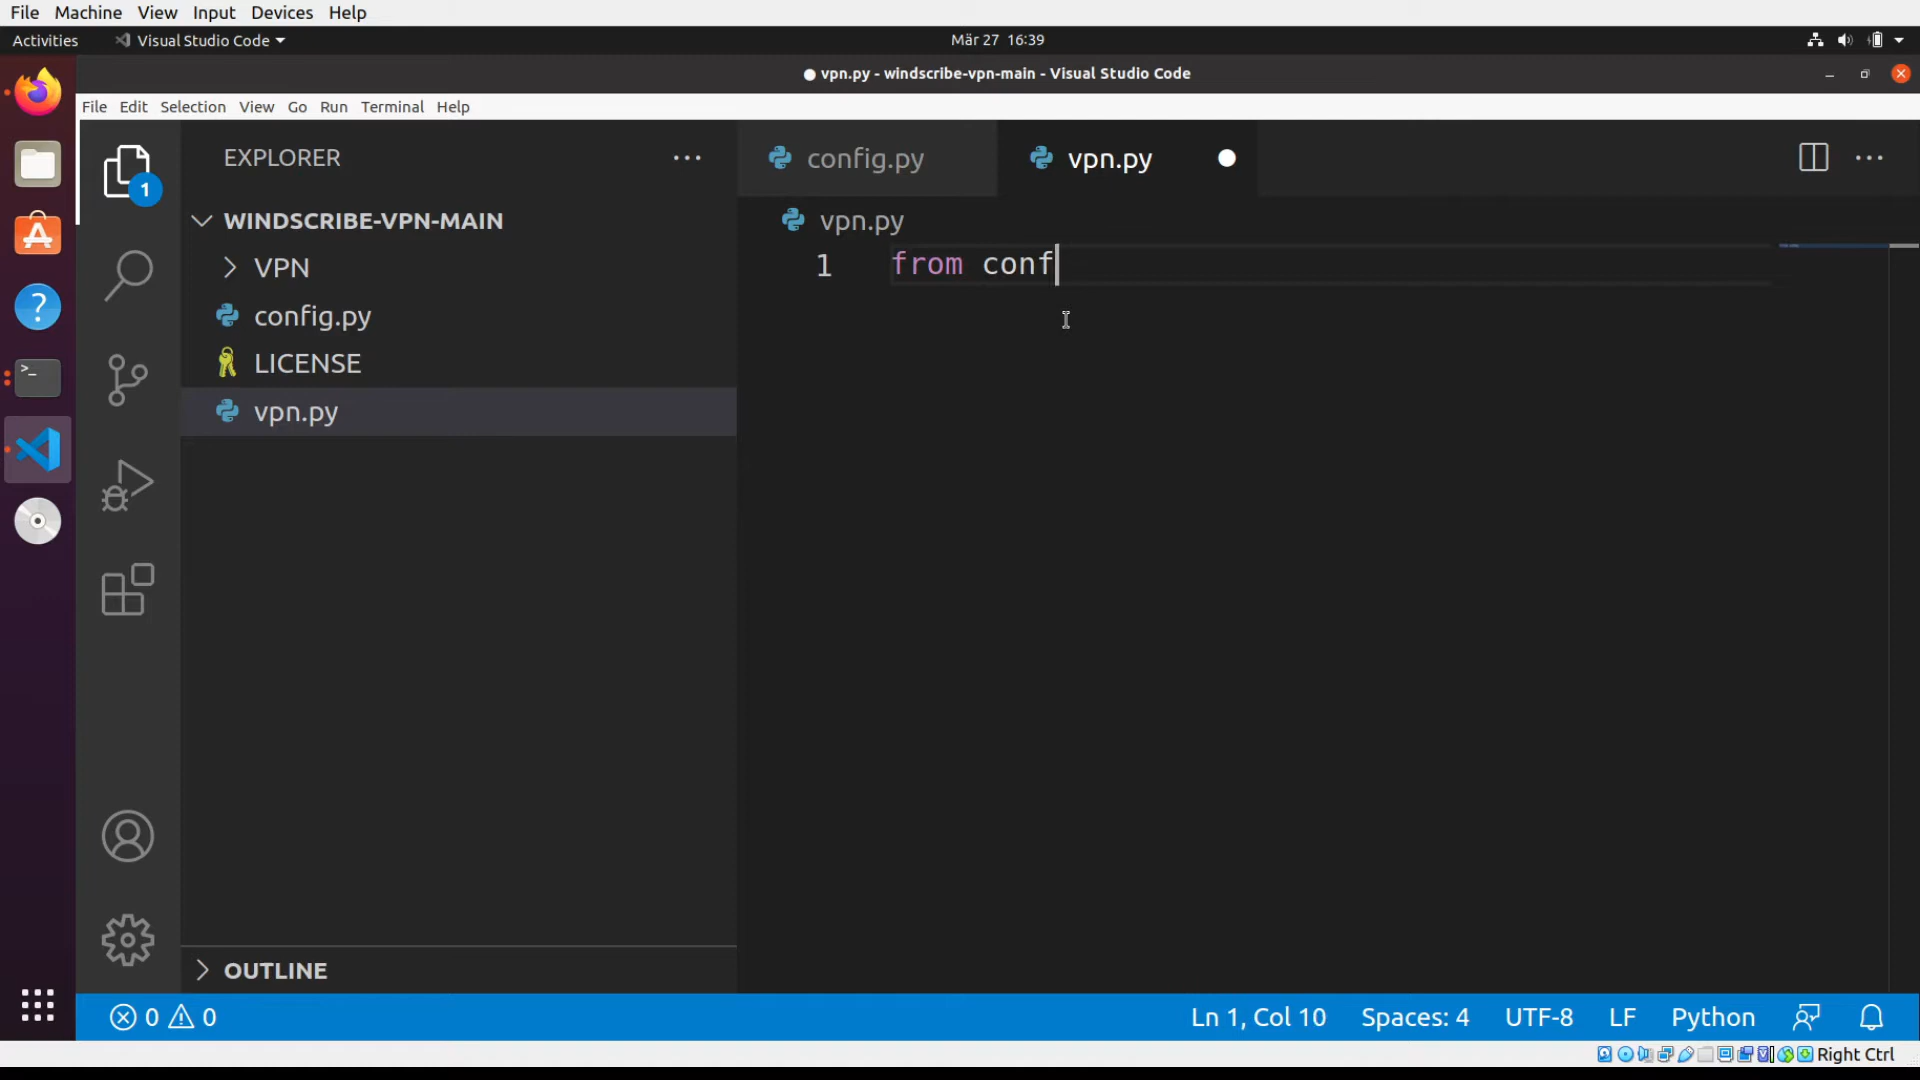 File Machine View Input Devices Help
Activities Visual Studio Code Mär 27 16:39
● vpn.py - windscribe-vpn-main - Visual Studio Code
File Edit Selection View Go Run Terminal Help
EXPLORER ... config.py vpn.py ● ...
1
WINDSCRIBE-VPN-MAIN
vpn.py
VPN
1 from conf
config.py
LICENSE
vpn.py
OUTLINE
0 0 Ln 1, Col 10 Spaces: 4 UTF-8 LF Python
Right Ctrl